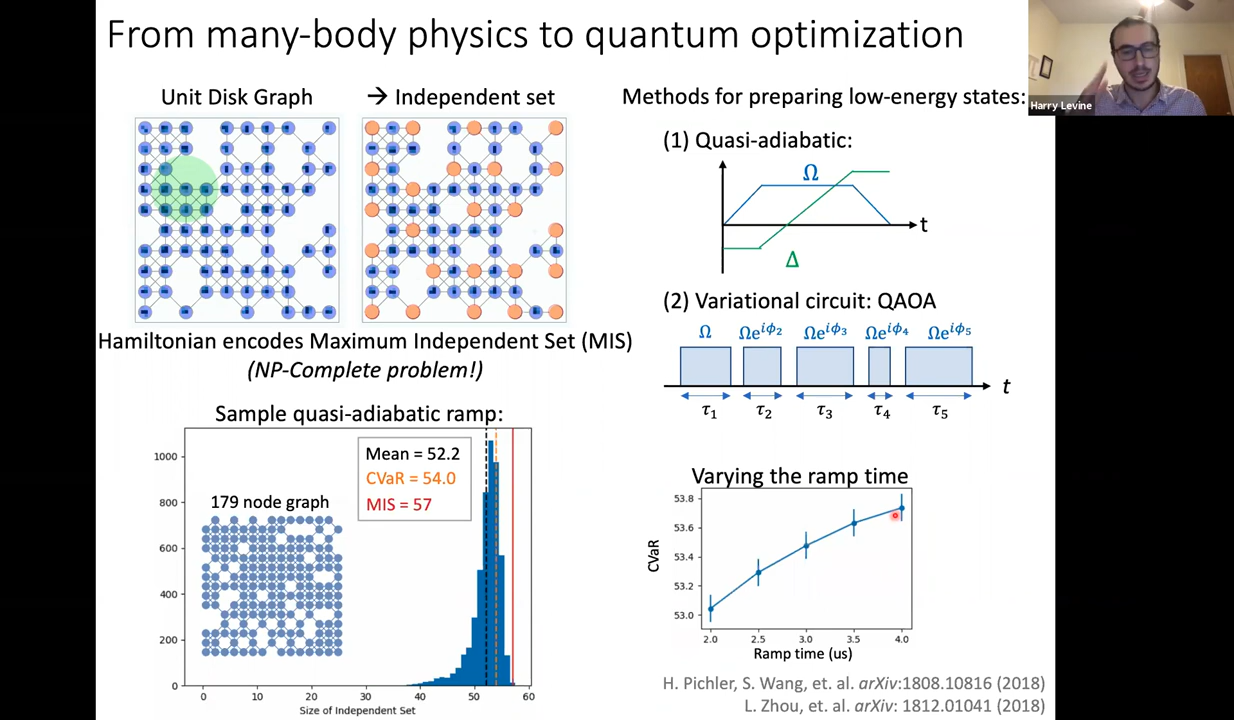 From many-body physics to quantum optimization
Harry Levine
Unit Disk Graph
→ Independent set
Hamiltonian encodes Maximum Independent Set (MIS)
(NP-Complete problem!)
Sample quasi-adiabatic ramp:
Mean = 52.2
CVaR = 54.0
MIS = 57
179 node graph
1000
800
600
400
200
0
0 10 20 30 40 50 60
Size of Independent Set
Methods for preparing low-energy states:
(1) Quasi-adiabatic:
Ω
t
Δ
(2) Variational circuit: QAOA
Ω Ωe^{iϕ₂} Ωe^{iϕ₃} Ωe^{iϕ₄} Ωe^{iϕ₅}
t
τ₁ τ₂ τ₃ τ₄ τ₅
Varying the ramp time
CVaR
53.8
53.6
53.4
53.2
53.0
2.0 2.5 3.0 3.5 4.0
Ramp time (us)
H. Pichler, S. Wang, et. al. arXiv:1808.10816 (2018)
L. Zhou, et. al. arXiv: 1812.01041 (2018)